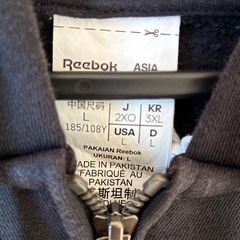 Reebok ASIA
中国尺码 J KR
L 2XO 3XL
185/108Y USA D
L L
PAKAIAN Reebok
UKURAN: L
MADE IN PAKISTAN
FABRIQUÉ AU
PAKISTAN
斯坦制